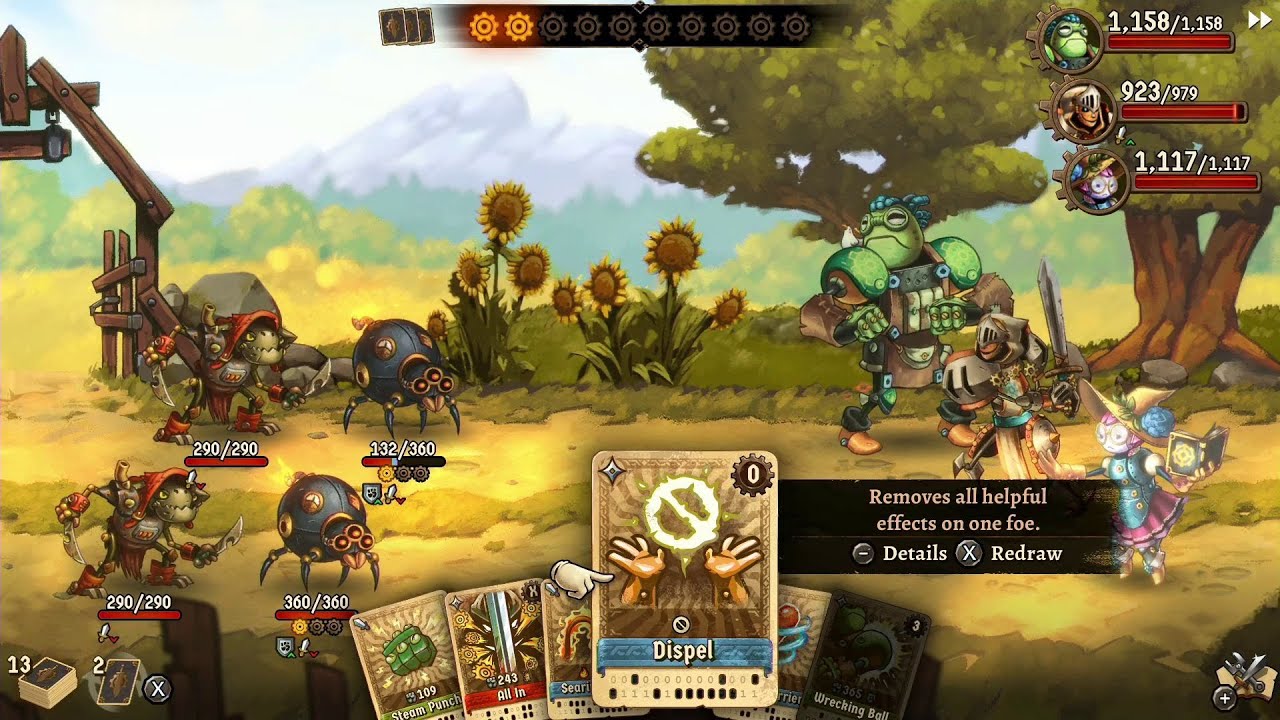 1,158/1,158
923/979
1,117/1,117
290/290
132/360
290/290
360/360
0
Removes all helpful
effects on one foe.
Details X Redraw
Dispel
109
Steam Punch
X
243
All In
3
365
Wrecking Ball
13
2
X